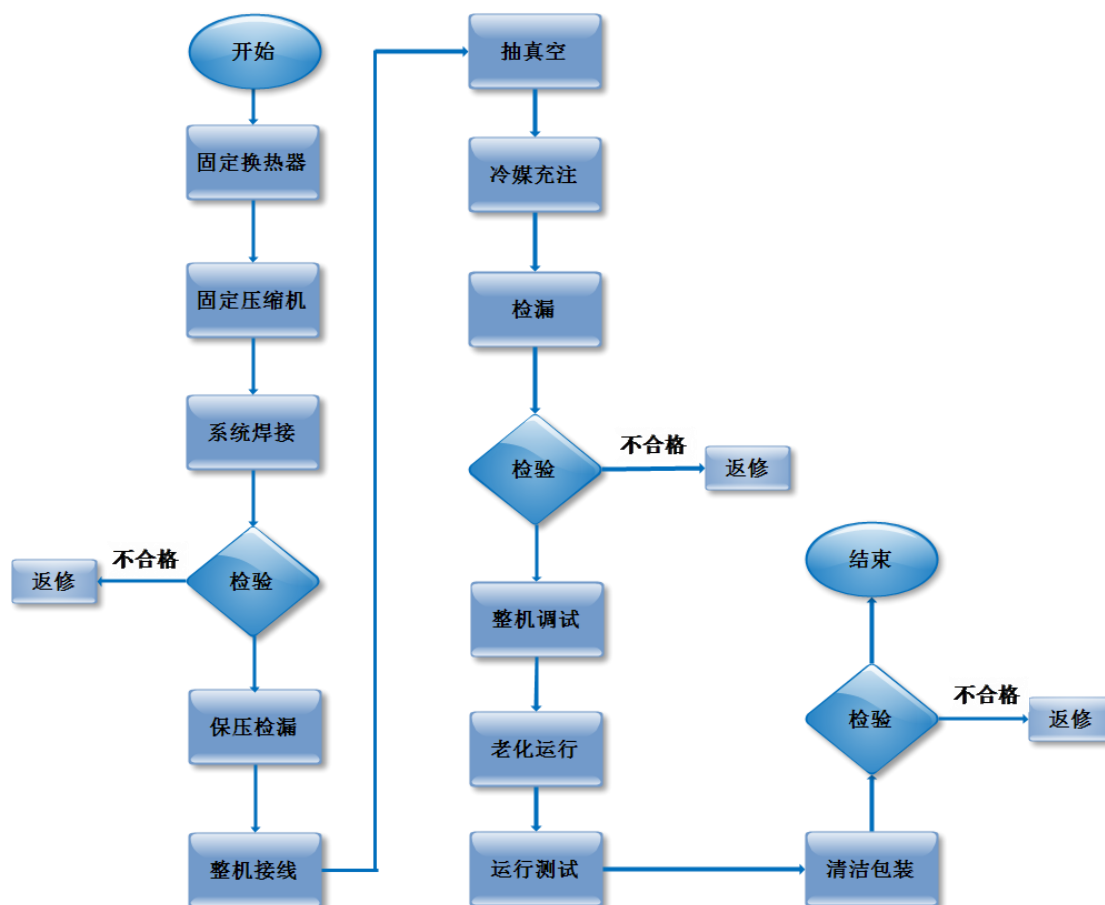 开始
固定换热器
固定压缩机
系统焊接
检验
不合格
返修
保压检漏
整机接线
抽真空
冷媒充注
检漏
检验
不合格
返修
整机调试
老化运行
运行测试
清洁包装
检验
不合格
返修
结束